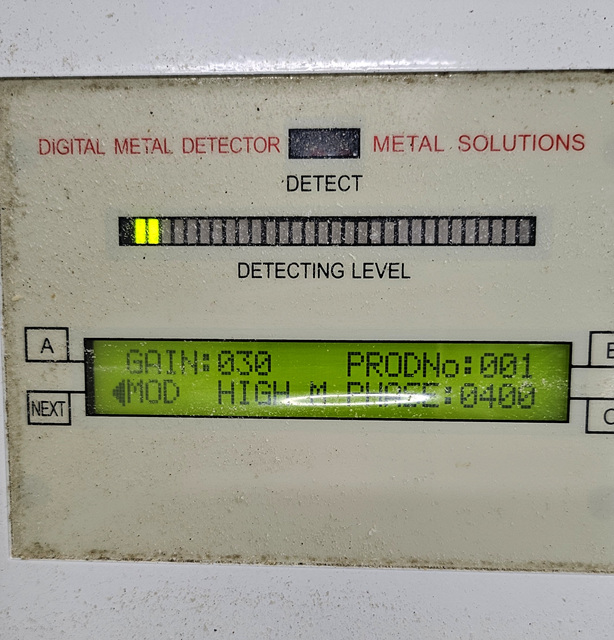 DIGITAL METAL DETECTOR METAL SOLUTIONS
DETECT
DETECTING LEVEL
A
GAIN:030 PRODNo:001
NEXT
MOD HIGH M.PHASE:0400